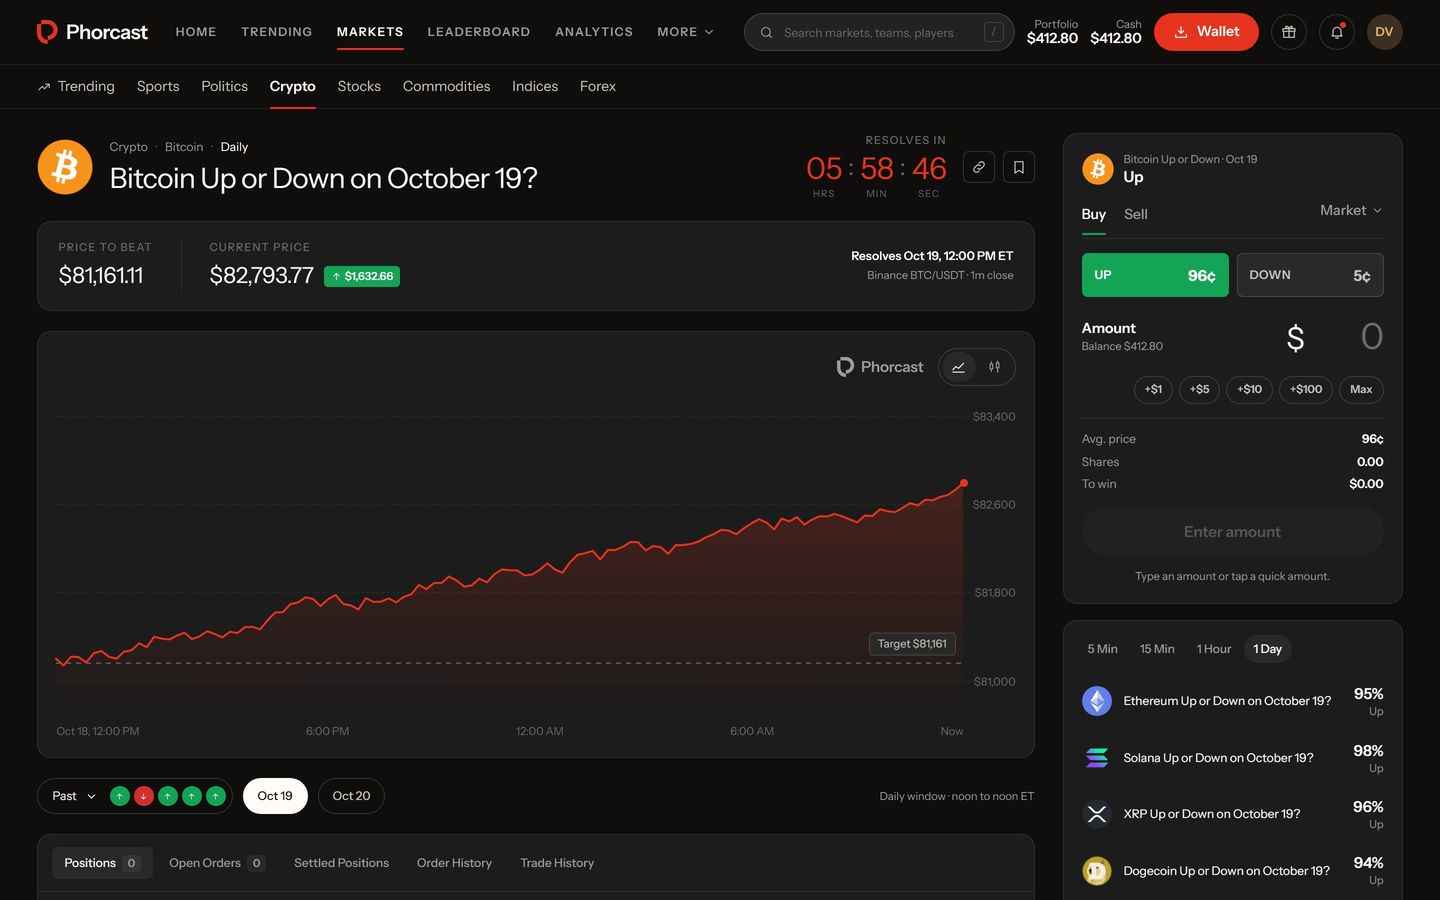 Phorcast
HOME
TRENDING
MARKETS
LEADERBOARD
ANALYTICS
MORE
Search markets, teams, players
/
Portfolio
$412.80
Cash
$412.80
Wallet
DV
Trending
Sports
Politics
Crypto
Stocks
Commodities
Indices
Forex
Crypto · Bitcoin · Daily
Bitcoin Up or Down on October 19?
RESOLVES IN
05 : 58 : 46
HRS MIN SEC
PRICE TO BEAT
$81,161.11
CURRENT PRICE
$82,793.77
↑ $1,632.66
Resolves Oct 19, 12:00 PM ET
Binance BTC/USDT · 1m close
Phorcast
$83,400
$82,600
$81,800
Target $81,161
$81,000
Oct 18, 12:00 PM
6:00 PM
12:00 AM
6:00 AM
Now
Past
↑ ↓ ↑ ↑ ↑
Oct 19
Oct 20
Daily window · noon to noon ET
Positions 0
Open Orders 0
Settled Positions
Order History
Trade History
Bitcoin Up or Down · Oct 19
Up
Buy
Sell
Market
UP 96¢
DOWN 5¢
Amount
Balance $412.80
$ 0
+$1
+$5
+$10
+$100
Max
Avg. price 96¢
Shares 0.00
To win $0.00
Enter amount
Type an amount or tap a quick amount.
5 Min
15 Min
1 Hour
1 Day
Ethereum Up or Down on October 19?
95%
Up
Solana Up or Down on October 19?
98%
Up
XRP Up or Down on October 19?
96%
Up
Dogecoin Up or Down on October 19?
94%
Up